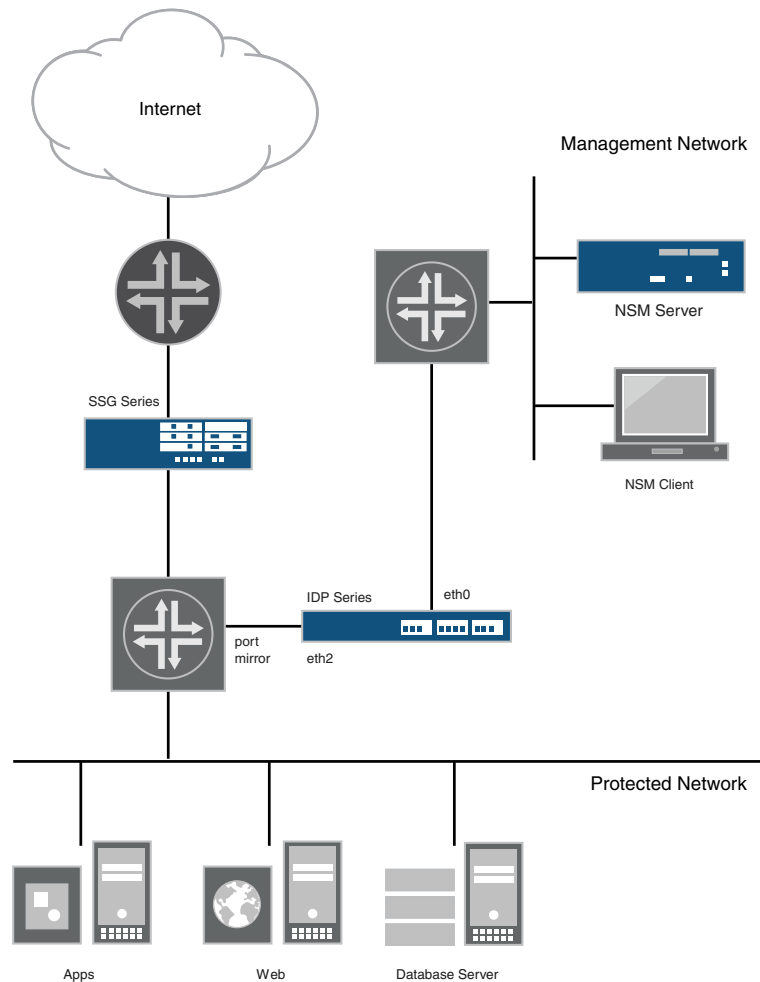 Internet
Management Network
NSM Server
SSG Series
NSM Client
IDP Series
eth0
port
mirror
eth2
Protected Network
Apps
Web
Database Server